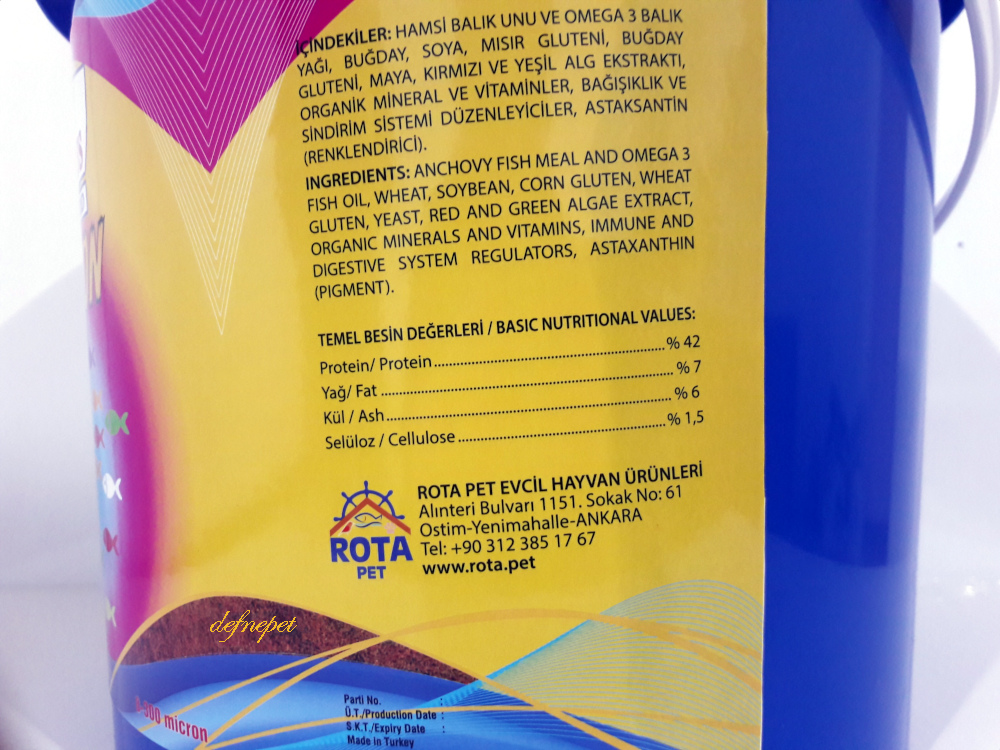 İÇİNDEKİLER: HAMSİ BALIK UNU VE OMEGA 3 BALIK
YAĞI, BUĞDAY, SOYA, MISIR GLUTENİ, BUĞDAY
GLUTENİ, MAYA, KIRMIZI VE YEŞİL ALG EKSTRAKTI,
ORGANİK MİNERAL VE VİTAMİNLER, BAĞIŞIKLIK VE
SİNDİRİM SİSTEMİ DÜZENLEYİCİLER, ASTAKSANTİN
(RENKLENDİRİCİ).
INGREDIENTS: ANCHOVY FISH MEAL AND OMEGA 3
FISH OIL, WHEAT, SOYBEAN, CORN GLUTEN, WHEAT
GLUTEN, YEAST, RED AND GREEN ALGAE EXTRACT,
ORGANIC MINERALS AND VITAMINS, IMMUNE AND
DIGESTIVE SYSTEM REGULATORS, ASTAXANTHIN
(PIGMENT).
TEMEL BESİN DEĞERLERİ / BASIC NUTRITIONAL VALUES:
Protein/ Protein ........ % 42
Yağ/ Fat ........ % 7
Kül / Ash ........ % 6
Selüloz / Cellulose ........ % 1,5
ROTA PET EVCİL HAYVAN ÜRÜNLERİ
Alınteri Bulvarı 1151. Sokak No: 61
Ostim-Yenimahalle-ANKARA
Tel: +90 312 385 17 67
www.rota.pet
ROTA
PET
defnepet
micron
Parti No. :
Ü.T./Production Date :
S.K.T./Expiry Date :
Made in Turkey